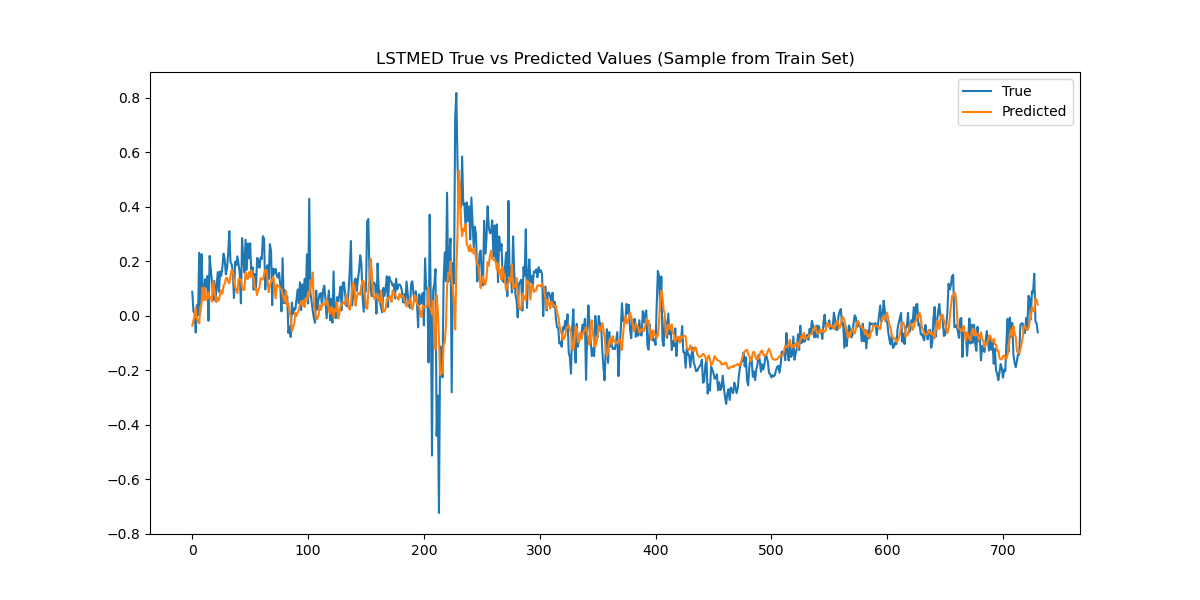 LSTMED True vs Predicted Values (Sample from Train Set)
True
Predicted
0.8
0.6
0.4
0.2
0.0
−0.2
−0.4
−0.6
−0.8
0 100 200 300 400 500 600 700